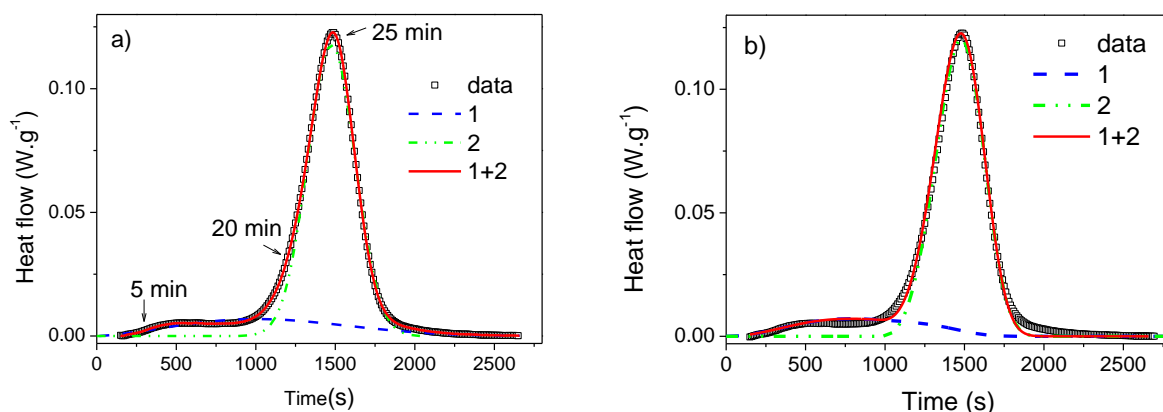 a)
25 min
20 min
5 min
data
1
2
1+2
Heat flow (W.g⁻¹)
0.10
0.05
0.00
0 500 1000 1500 2000 2500
Time(s)
b)
data
1
2
1+2
Heat flow (W.g⁻¹)
0.10
0.05
0.00
0 500 1000 1500 2000 2500
Time (s)